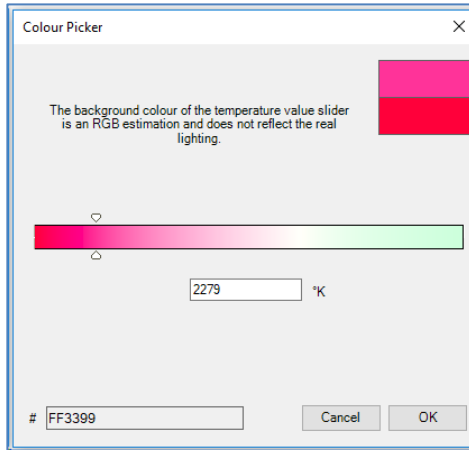 Colour Picker
The background colour of the temperature value slider
is an RGB estimation and does not reflect the real
lighting.
2279 °K
# FF3399 Cancel OK